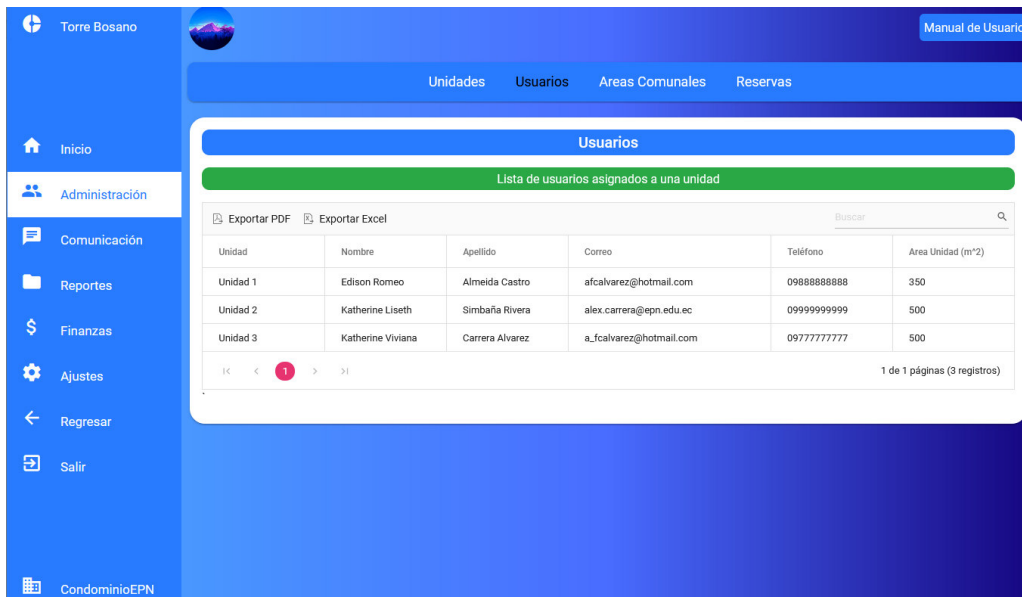 Torre Bosano
Manual de Usuario
Unidades Usuarios Areas Comunales Reservas
Inicio
Administración
Comunicación
Reportes
Finanzas
Ajustes
Regresar
Salir
CondominioEPN
Usuarios
Lista de usuarios asignados a una unidad
Exportar PDF Exportar Excel Buscar
Unidad Nombre Apellido Correo Teléfono Area Unidad (m^2)
Unidad 1 Edison Romeo Almeida Castro afcalvarez@hotmail.com 09888888888 350
Unidad 2 Katherine Liseth Simbaña Rivera alex.carrera@epn.edu.ec 09999999999 500
Unidad 3 Katherine Viviana Carrera Alvarez a_fcalvarez@hotmail.com 09777777777 500
1 1 de 1 páginas (3 registros)